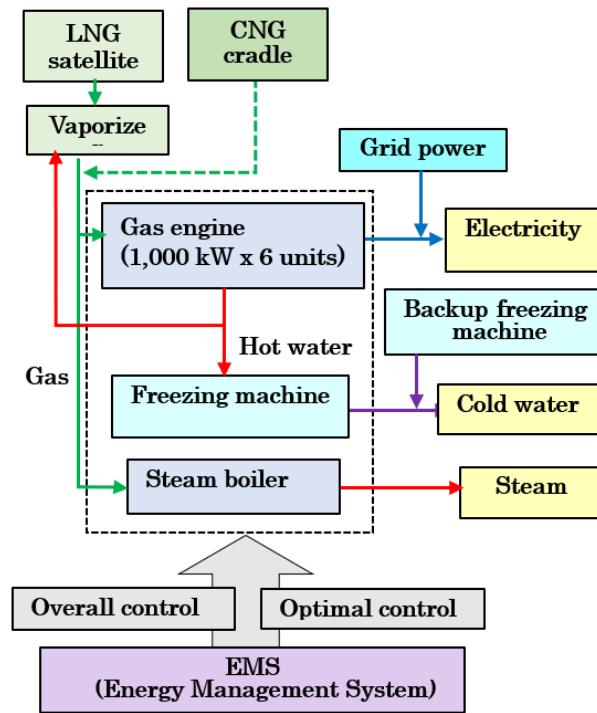 LNG
satellite
CNG
cradle
Vaporize
--
Grid power
Gas engine
(1,000 kW x 6 units)
Electricity
Backup freezing
machine
Hot water
Gas
Freezing machine
Cold water
Steam boiler
Steam
Overall control
Optimal control
EMS
(Energy Management System)